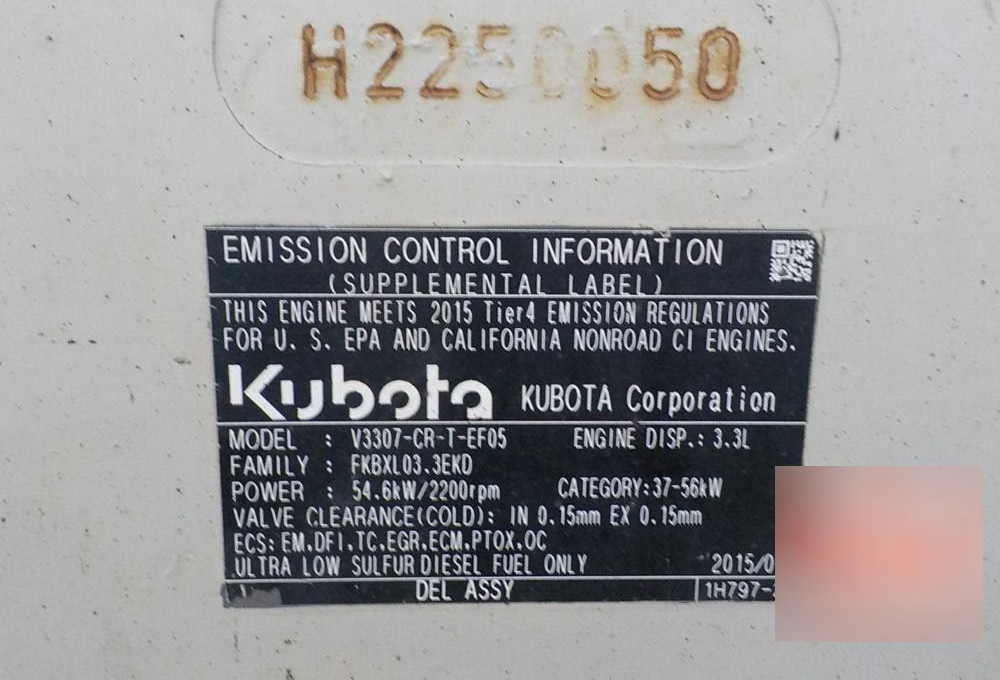 H2250050
EMISSION CONTROL INFORMATION
(SUPPLEMENTAL LABEL)
THIS ENGINE MEETS 2015 Tier4 EMISSION REGULATIONS
FOR U. S. EPA AND CALIFORNIA NONROAD CI ENGINES.
Kubota KUBOTA Corporation
MODEL : V3307-CR-T-EF05 ENGINE DISP.: 3.3L
FAMILY : FKBXL03.3EKD
POWER : 54.6kW/2200rpm CATEGORY:37-56kW
VALVE CLEARANCE(COLD): IN 0.15mm EX 0.15mm
ECS: EM,DFI,TC,EGR,ECM,PTOX,OC
ULTRA LOW SULFUR DIESEL FUEL ONLY 2015/0
DEL ASSY 1H797-